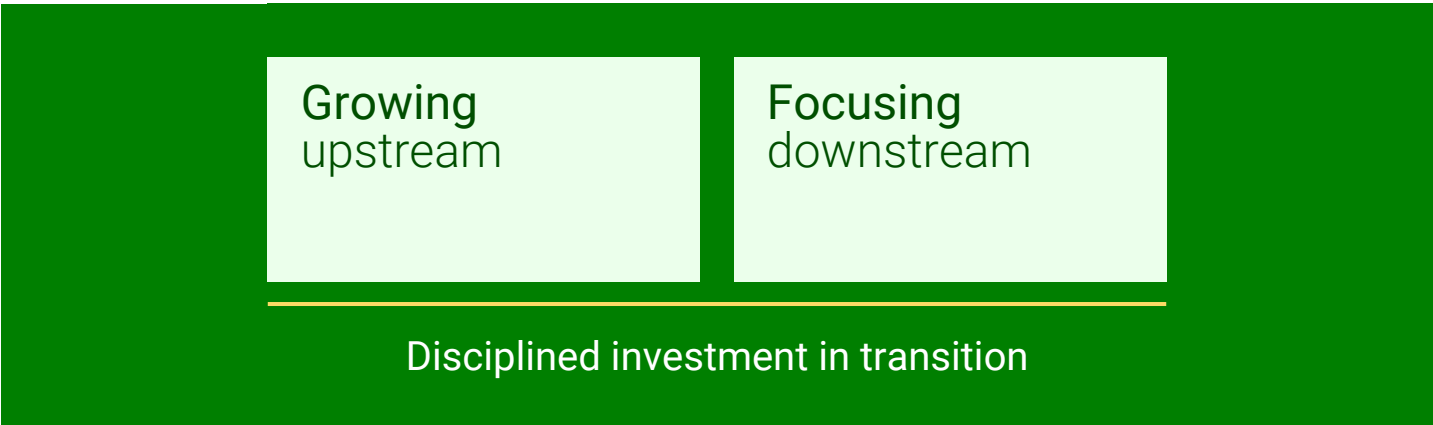 Growing
upstream
Focusing
downstream
Disciplined investment in transition